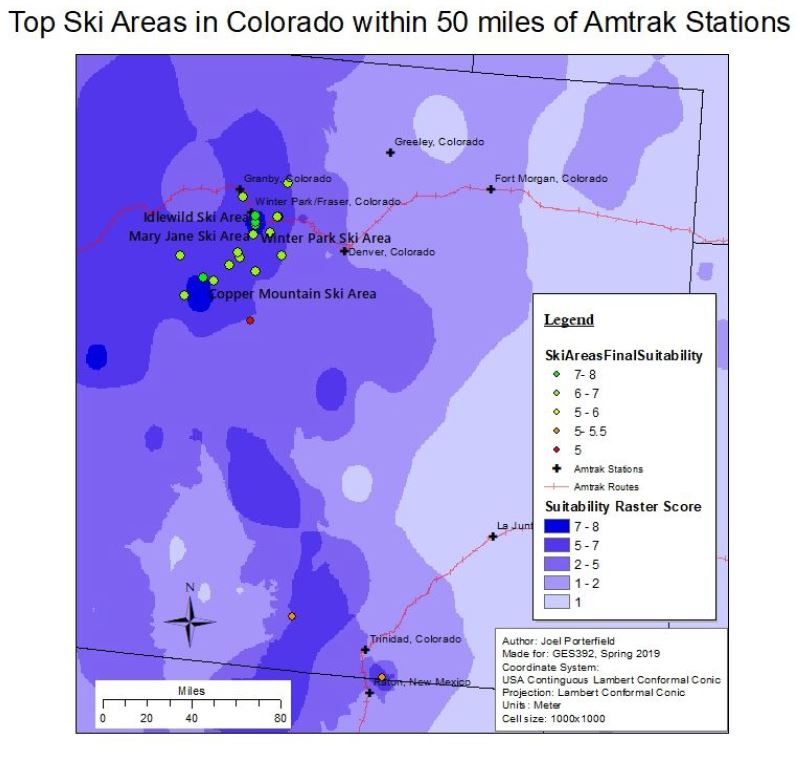 Top Ski Areas in Colorado within 50 miles of Amtrak Stations
Greeley, Colorado
Granby, Colorado
Fort Morgan, Colorado
Winter Park/Fraser, Colorado
Idlewild Ski Area
Mary Jane Ski Area
Winter Park Ski Area
Denver, Colorado
Copper Mountain Ski Area
Legend
SkiAreasFinalSuitability
7- 8
6 - 7
5 - 6
5- 5.5
5
Amtrak Stations
Amtrak Routes
Suitability Raster Score
7 - 8
5 - 7
2 - 5
1 - 2
1
La Junt
N
Trinidad, Colorado
Raton, New Mexico
Miles
0 20 40 80
Author: Joel Porterfield
Made for: GES392, Spring 2019
Coordinate System:
USA Continguous Lambert Conformal Conic
Projection: Lambert Conformal Conic
Units: Meter
Cell size: 1000x1000